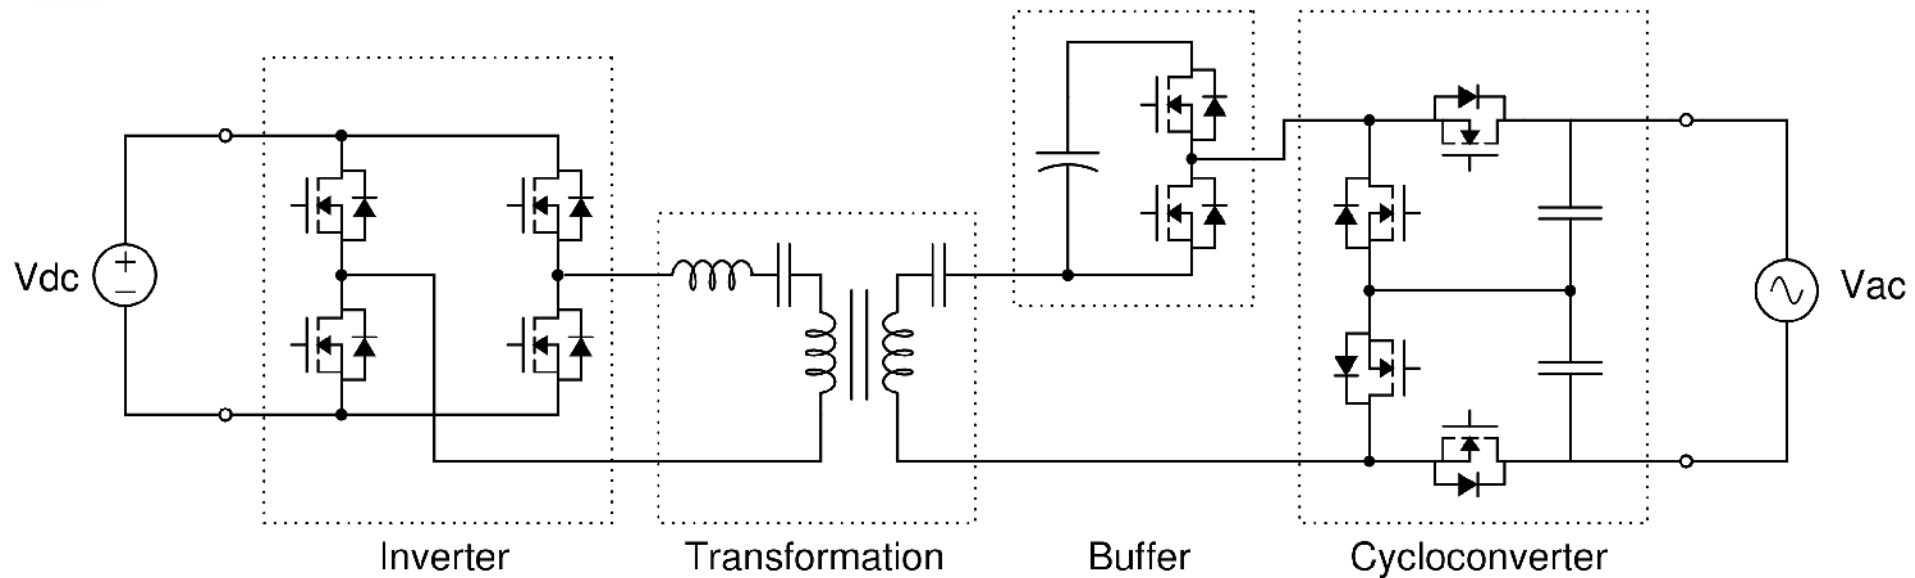 Vdc
+
−
Vac
Inverter
Transformation
Buffer
Cycloconverter